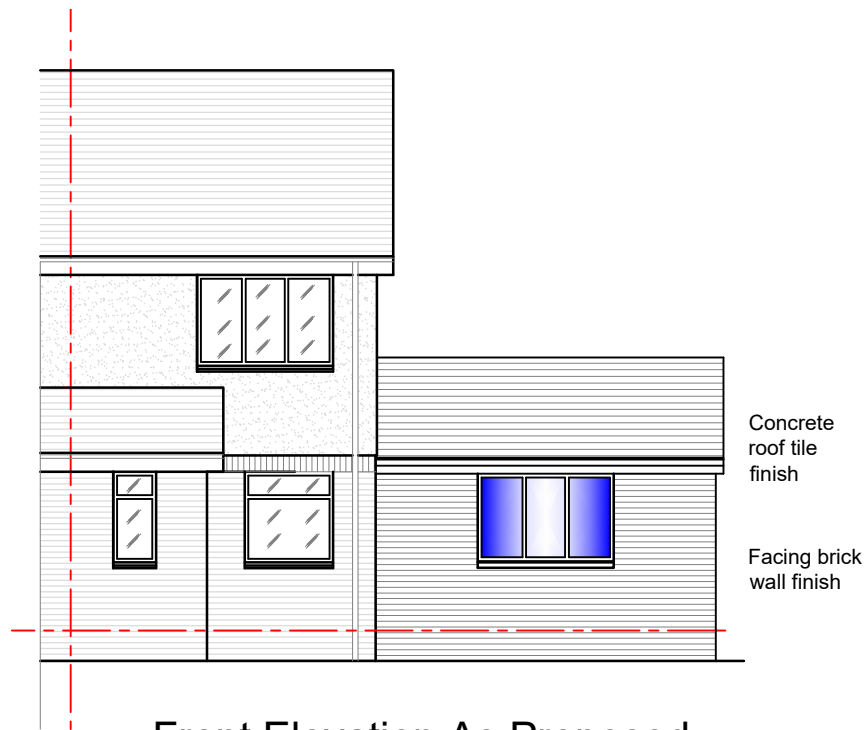 Concrete
roof tile
finish
Facing brick
wall finish
Front Elevation As Proposed